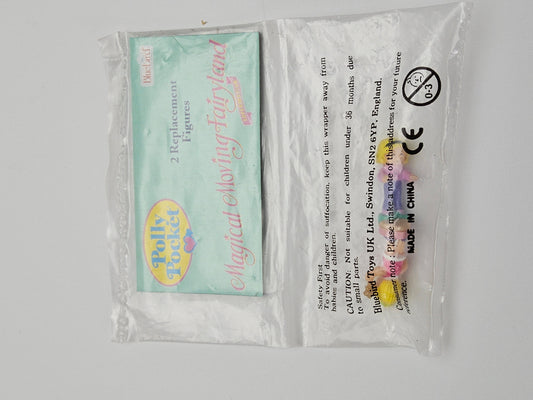 Bluebird
2 Replacement
Figures
Polly
Pocket
Magical Moving Fairyland
Safety First
To avoid danger of suffocation, keep this wrapper away from
babies and children.
CAUTION: Not suitable for children under 36 months due
to small parts.
Bluebird Toys UK Ltd., Swindon, SN2 6YP, England.
Consumer note: Please make a note of this address for your future
reference.
MADE IN CHINA
CE
0-3